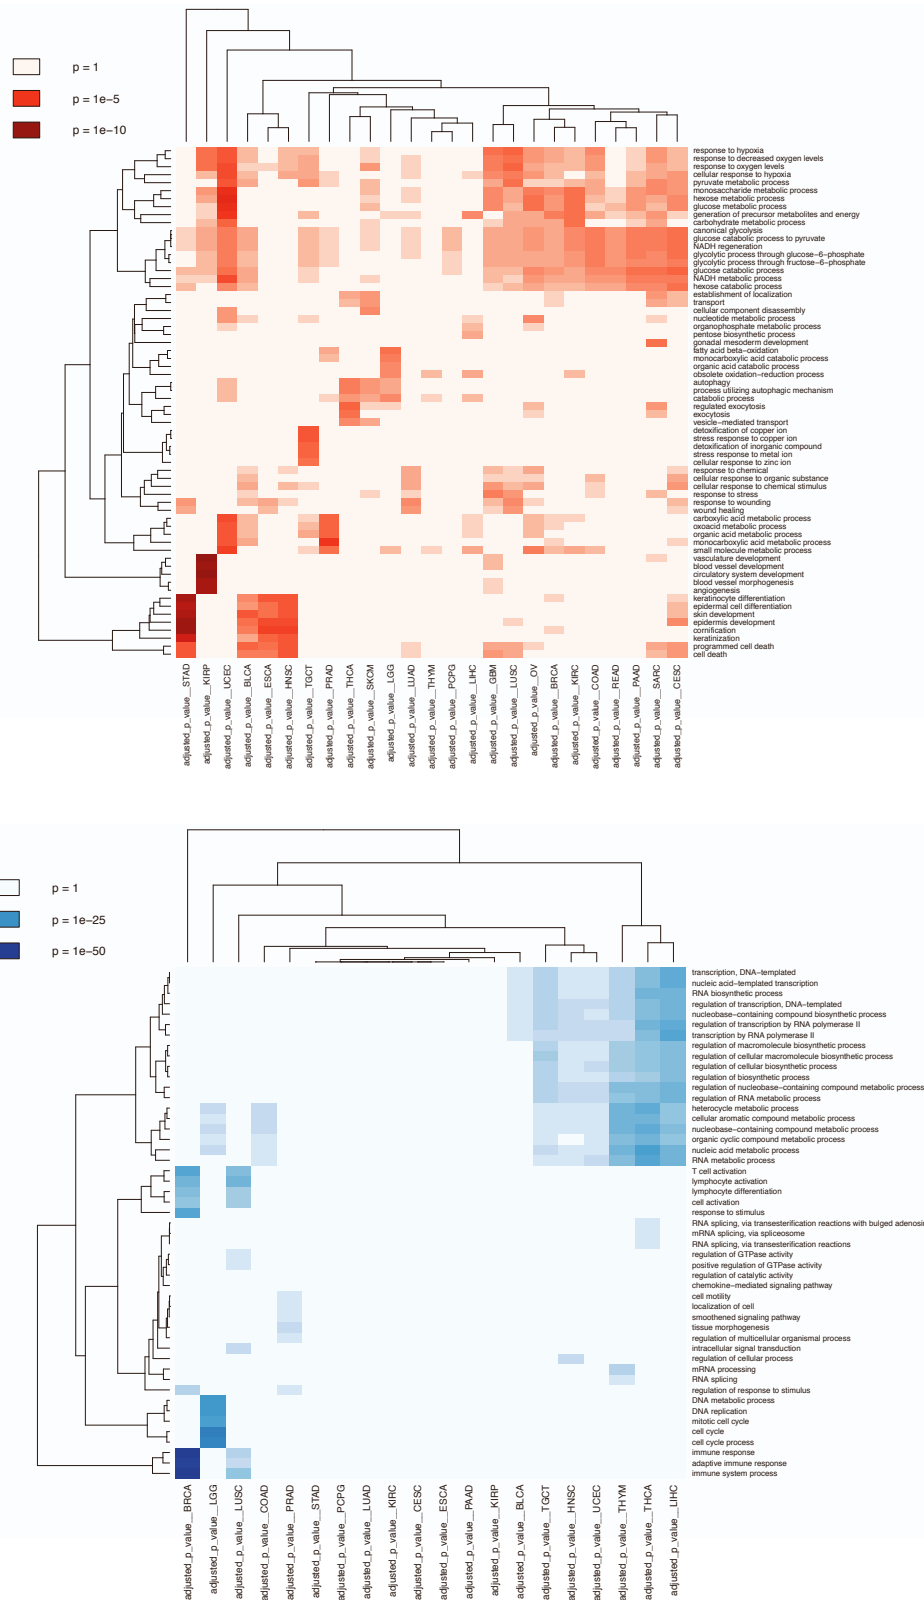 p = 1
p = 1e−5
p = 1e−10
response to hypoxia
response to decreased oxygen levels
response to oxygen levels
cellular response to hypoxia
pyruvate metabolic process
monosaccharide metabolic process
hexose metabolic process
glucose metabolic process
generation of precursor metabolites and energy
carbohydrate metabolic process
canonical glycolysis
glucose catabolic process to pyruvate
NADH regeneration
glycolytic process through glucose−6−phosphate
glycolytic process through fructose−6−phosphate
glucose catabolic process
NADH metabolic process
hexose catabolic process
establishment of localization
transport
cellular component disassembly
nucleotide metabolic process
organophosphate metabolic process
pentose biosynthetic process
gonadal mesoderm development
fatty acid beta−oxidation
monocarboxylic acid catabolic process
organic acid catabolic process
obsolete oxidation−reduction process
autophagy
process utilizing autophagic mechanism
catabolic process
regulated exocytosis
exocytosis
vesicle−mediated transport
detoxification of copper ion
stress response to copper ion
detoxification of inorganic compound
stress response to metal ion
cellular response to zinc ion
response to chemical
cellular response to organic substance
cellular response to chemical stimulus
response to stress
response to wounding
wound healing
carboxylic acid metabolic process
oxoacid metabolic process
organic acid metabolic process
monocarboxylic acid metabolic process
small molecule metabolic process
vasculature development
blood vessel development
circulatory system development
blood vessel morphogenesis
angiogenesis
keratinocyte differentiation
epidermal cell differentiation
skin development
epidermis development
cornification
keratinization
programmed cell death
cell death
adjusted_p_value__STAD
adjusted_p_value__KIRP
adjusted_p_value__UCEC
adjusted_p_value__BLCA
adjusted_p_value__ESCA
adjusted_p_value__HNSC
adjusted_p_value__TGCT
adjusted_p_value__PRAD
adjusted_p_value__THCA
adjusted_p_value__SKCM
adjusted_p_value__LGG
adjusted_p_value__LUAD
adjusted_p_value__THYM
adjusted_p_value__PCPG
adjusted_p_value__LIHC
adjusted_p_value__GBM
adjusted_p_value__LUSC
adjusted_p_value__OV
adjusted_p_value__BRCA
adjusted_p_value__KIRC
adjusted_p_value__COAD
adjusted_p_value__READ
adjusted_p_value__PAAD
adjusted_p_value__SARC
adjusted_p_value__CESC
p = 1
p = 1e−25
p = 1e−50
transcription, DNA−templated
nucleic acid−templated transcription
RNA biosynthetic process
regulation of transcription, DNA−templated
nucleobase−containing compound biosynthetic process
regulation of transcription by RNA polymerase II
transcription by RNA polymerase II
regulation of macromolecule biosynthetic process
regulation of cellular macromolecule biosynthetic process
regulation of cellular biosynthetic process
regulation of biosynthetic process
regulation of nucleobase−containing compound metabolic process
regulation of RNA metabolic process
heterocycle metabolic process
cellular aromatic compound metabolic process
nucleobase−containing compound metabolic process
organic cyclic compound metabolic process
nucleic acid metabolic process
RNA metabolic process
T cell activation
lymphocyte activation
lymphocyte differentiation
cell activation
response to stimulus
RNA splicing, via transesterification reactions with bulged adenosi
mRNA splicing, via spliceosome
RNA splicing, via transesterification reactions
regulation of GTPase activity
positive regulation of GTPase activity
regulation of catalytic activity
chemokine−mediated signaling pathway
cell motility
localization of cell
smoothened signaling pathway
tissue morphogenesis
regulation of multicellular organismal process
intracellular signal transduction
regulation of cellular process
mRNA processing
RNA splicing
regulation of response to stimulus
DNA metabolic process
DNA replication
mitotic cell cycle
cell cycle
cell cycle process
immune response
adaptive immune response
immune system process
adjusted_p_value__BRCA
adjusted_p_value__LGG
adjusted_p_value__LUSC
adjusted_p_value__COAD
adjusted_p_value__PRAD
adjusted_p_value__STAD
adjusted_p_value__PCPG
adjusted_p_value__LUAD
adjusted_p_value__KIRC
adjusted_p_value__CESC
adjusted_p_value__ESCA
adjusted_p_value__PAAD
adjusted_p_value__KIRP
adjusted_p_value__BLCA
adjusted_p_value__TGCT
adjusted_p_value__HNSC
adjusted_p_value__UCEC
adjusted_p_value__THYM
adjusted_p_value__THCA
adjusted_p_value__LIHC